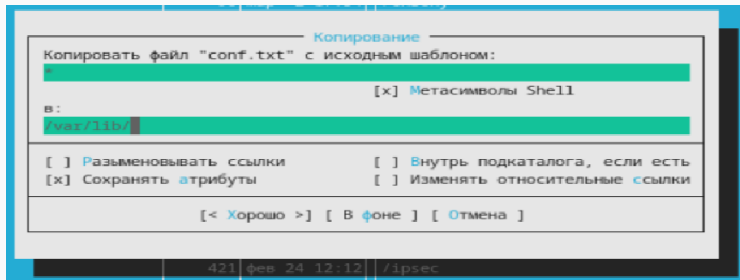 Копирование
Копировать файл "conf.txt" с исходным шаблоном:
*
[x] Метасимволы Shell
в:
/var/lib/
[ ] Разыменовывать ссылки [ ] Внутрь подкаталога, если есть
[x] Сохранять атрибуты [ ] Изменять относительные ссылки
[< Хорошо >] [ В фоне ] [ Отмена ]
421 фев 24 12:12 /ipsec